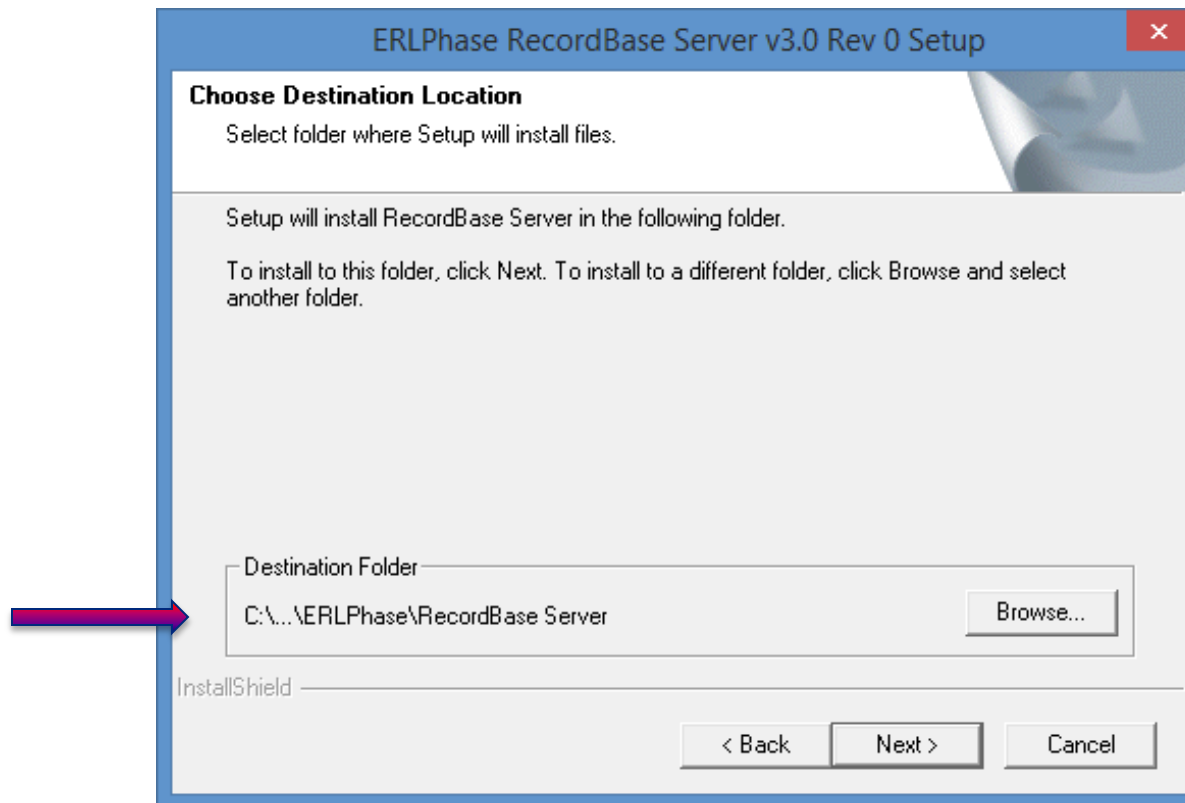 ERLPhase RecordBase Server v3.0 Rev 0 Setup
Choose Destination Location
Select folder where Setup will install files.
Setup will install RecordBase Server in the following folder.
To install to this folder, click Next. To install to a different folder, click Browse and select
another folder.
Destination Folder
C:\...\ERLPhase\RecordBase Server
Browse...
InstallShield
< Back
Next >
Cancel